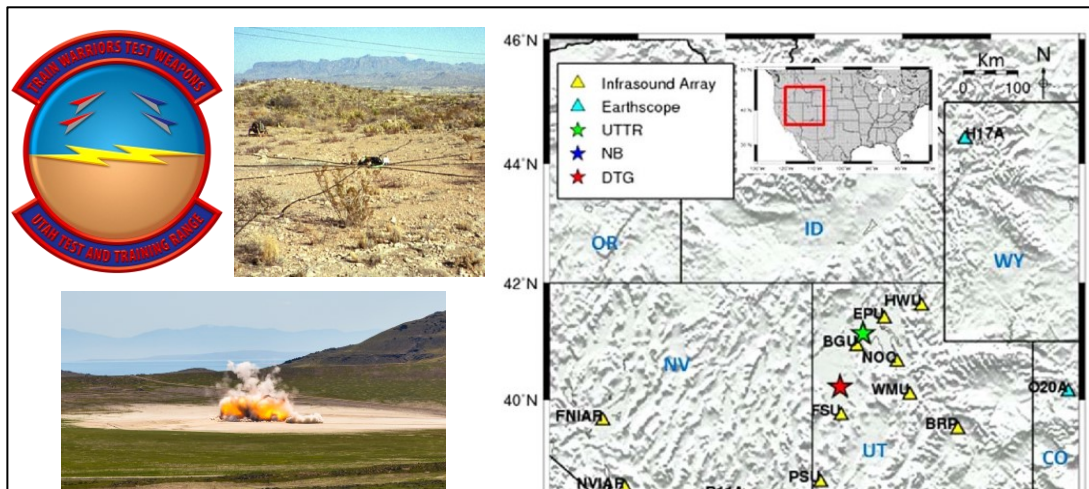 TRAIN WARRIORS TEST WEAPONS
UTAH TEST AND TRAINING RANGE
46°N
44°N
42°N
40°N
Infrasound Array
Earthscope
UTTR
NB
DTG
Km
0 100
N
H17A
OR
ID
WY
HWU
EPU
BGU
NOQ
NV
O20A
WMU
FSU
FNIAR
BRP
UT
CO
PSU
NVIAR